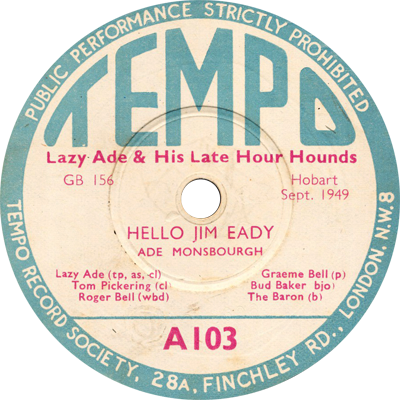 PUBLIC PERFORMANCE STRICTLY PROHIBITED
TEMPO
Lazy Ade & His Late Hour Hounds
GB 156
Hobart
Sept. 1949
HELLO JIM EADY
ADE MONSBOURGH
Lazy Ade (tp, as, cl)
Tom Pickering (cl)
Roger Bell (wbd)
Graeme Bell (p)
Bud Baker (bjo)
The Baron (b)
A103
TEMPO RECORD SOCIETY, 28A, FINCHLEY RD., LONDON. N.W.8